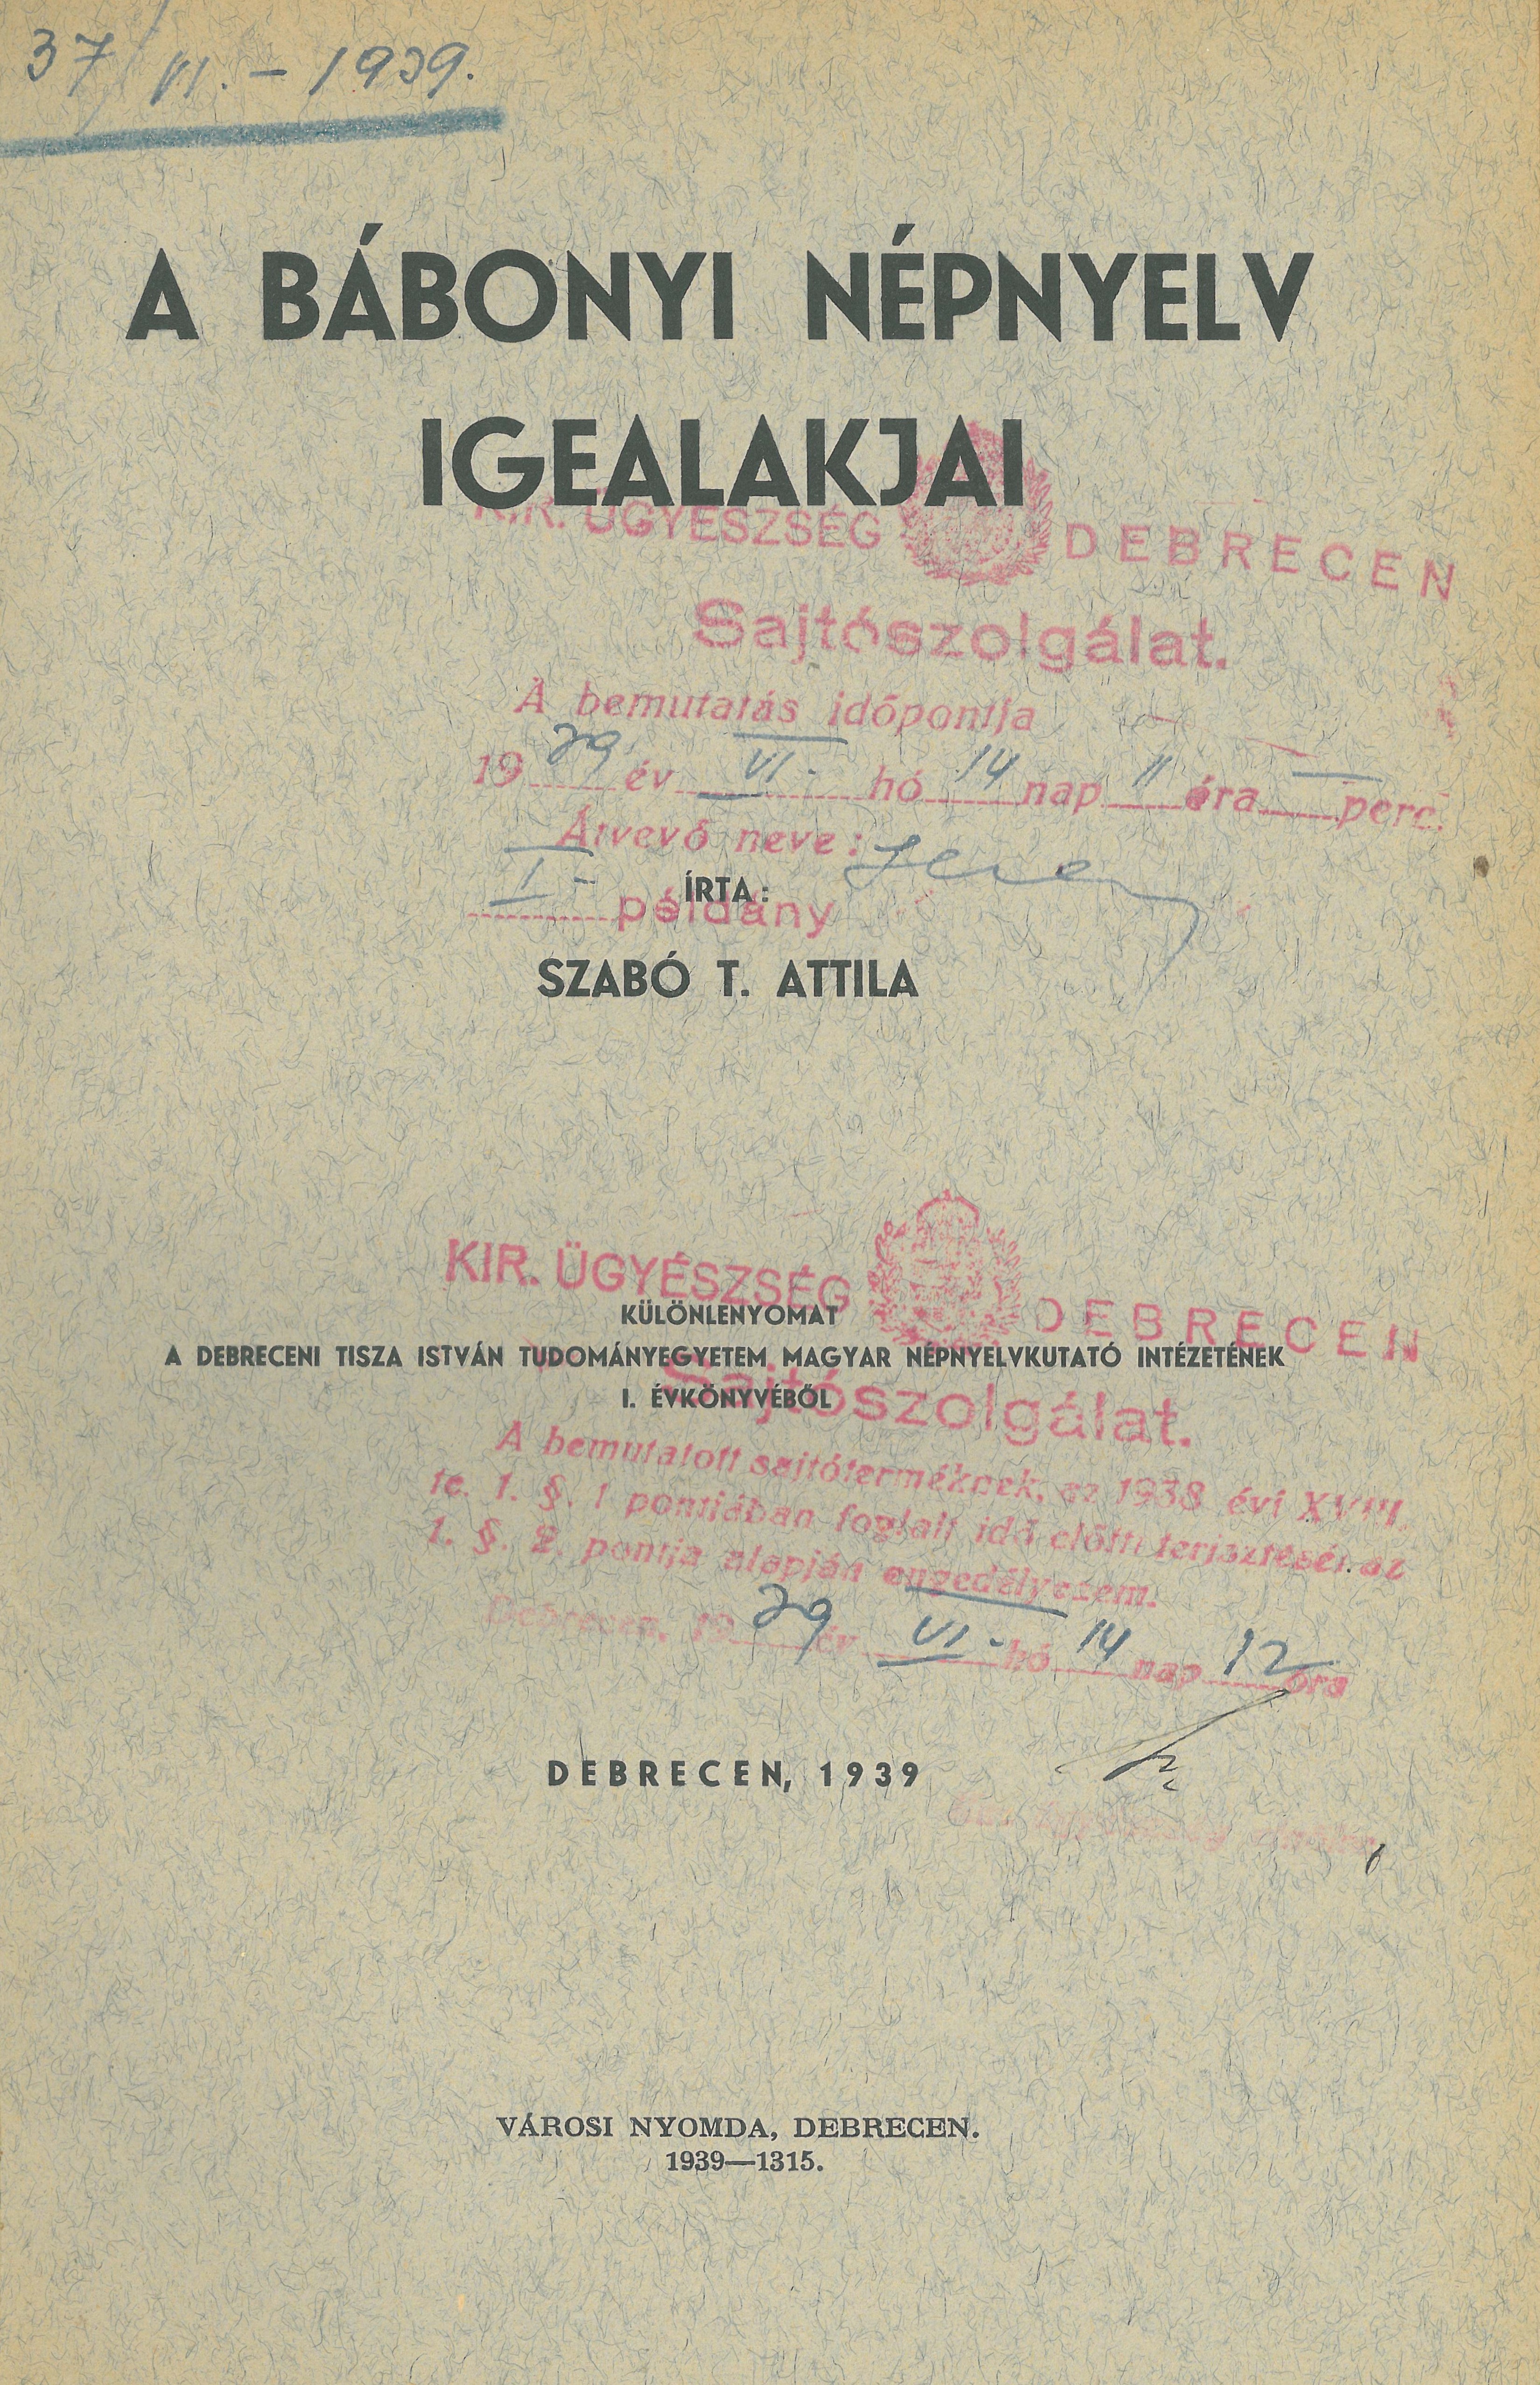 37/VI. - 1939.
A BÁBONYI NÉPNYELV
IGEALAKJAI
KIR. ÜGYÉSZSÉG DEBRECEN
Sajtószolgálat.
A bemutatás időpontja
19 39 év VI. hó 14 nap 11 óra — perc.
Átvevő neve:
I. példány
ÍRTA:
SZABÓ T. ATTILA
KIR. ÜGYÉSZSÉG DEBRECEN
KÜLÖNLENYOMAT
A DEBRECENI TISZA ISTVÁN TUDOMÁNYEGYETEM MAGYAR NÉPNYELVKUTATÓ INTÉZETÉNEK
I. ÉVKÖNYVÉBŐL
Sajtószolgálat.
A bemutatott sajtóterméknek, az 1938 évi XVIII.
tc. 1. §. 1 pontjában foglalt idő előtti terjesztését az
1. §. 2. pontja alapján engedélyezem.
Debrecen, 19 39 év VI. hó 14 nap 12 óra
DEBRECEN, 1939
VÁROSI NYOMDA, DEBRECEN.
1939—1315.